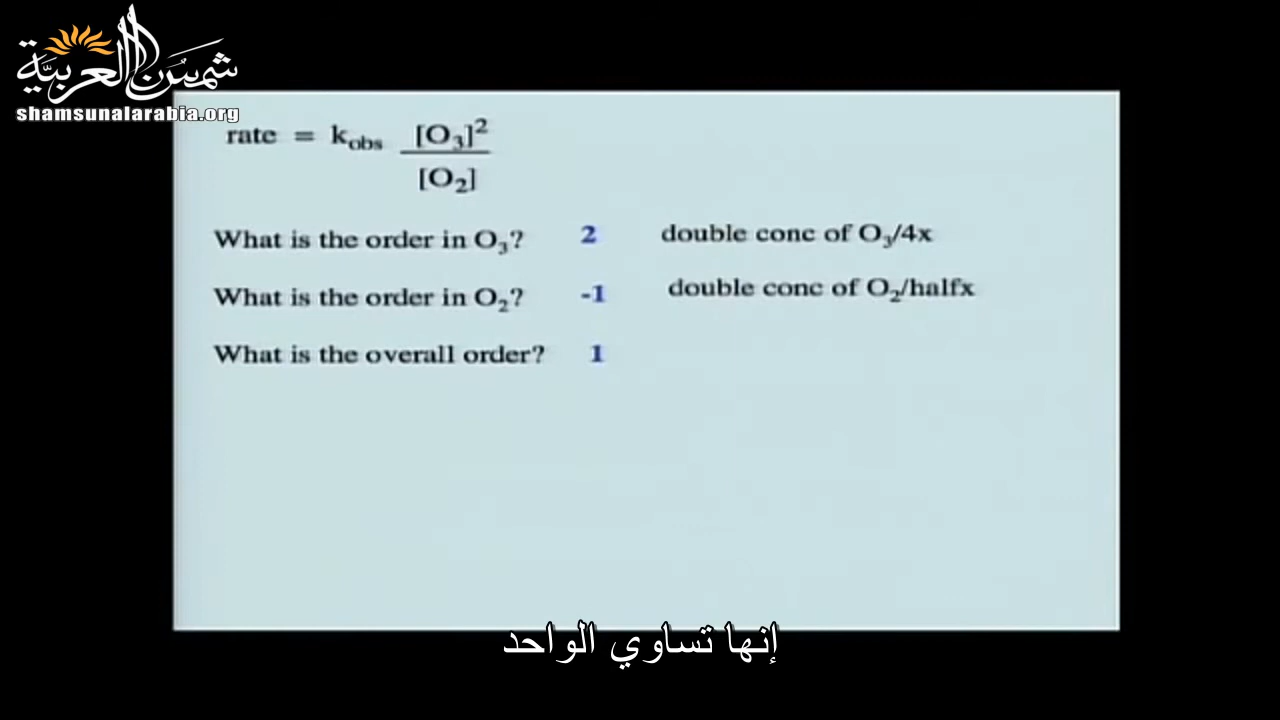 شمس العربية
shamsunalarabia.org
rate = k_obs [O₃]²
[O₂]
What is the order in O₃? 2 double conc of O₃/4x
What is the order in O₂? -1 double conc of O₂/halfx
What is the overall order? 1
إنها تساوي الواحد